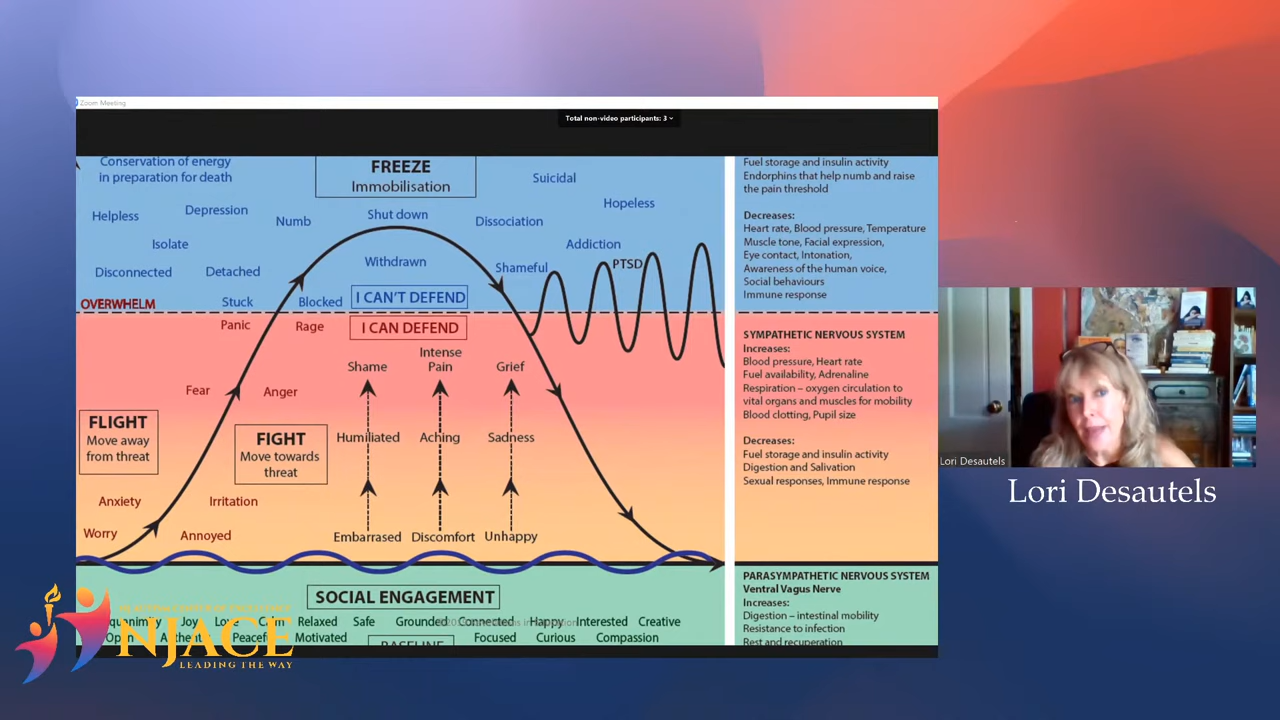 Zoom Meeting
Total non-video participants: 3
Conservation of energy
in preparation for death
FREEZE
Immobilisation
Suicidal
Helpless
Depression
Numb
Shut down
Dissociation
Hopeless
Isolate
Addiction
Disconnected
Detached
Withdrawn
Shameful
PTSD
OVERWHELM
Stuck
Blocked
I CAN'T DEFEND
Panic
Rage
I CAN DEFEND
Shame
Intense
Pain
Grief
Fear
Anger
FLIGHT
Move away
from threat
FIGHT
Move towards
threat
Humiliated
Aching
Sadness
Anxiety
Irritation
Worry
Annoyed
Embarrased
Discomfort
Unhappy
SOCIAL ENGAGEMENT
Joy
Relaxed
Safe
Grounded
Connected
Happy
Interested
Creative
Open
Motivated
Focused
Curious
Compassion
BASELINE
Fuel storage and insulin activity
Endorphins that help numb and raise
the pain threshold
Decreases:
Heart rate, Blood pressure, Temperature
Muscle tone, Facial expression,
Eye contact, Intonation,
Awareness of the human voice,
Social behaviours
Immune response
SYMPATHETIC NERVOUS SYSTEM
Increases:
Blood pressure, Heart rate
Fuel availability, Adrenaline
Respiration – oxygen circulation to
vital organs and muscles for mobility
Blood clotting, Pupil size
Decreases:
Fuel storage and insulin activity
Digestion and Salivation
Sexual responses, Immune response
PARASYMPATHETIC NERVOUS SYSTEM
Ventral Vagus Nerve
Increases:
Digestion – intestinal mobility
Resistance to infection
Rest and recuperation
Lori Desautels
Lori Desautels
NJACE
LEADING THE WAY